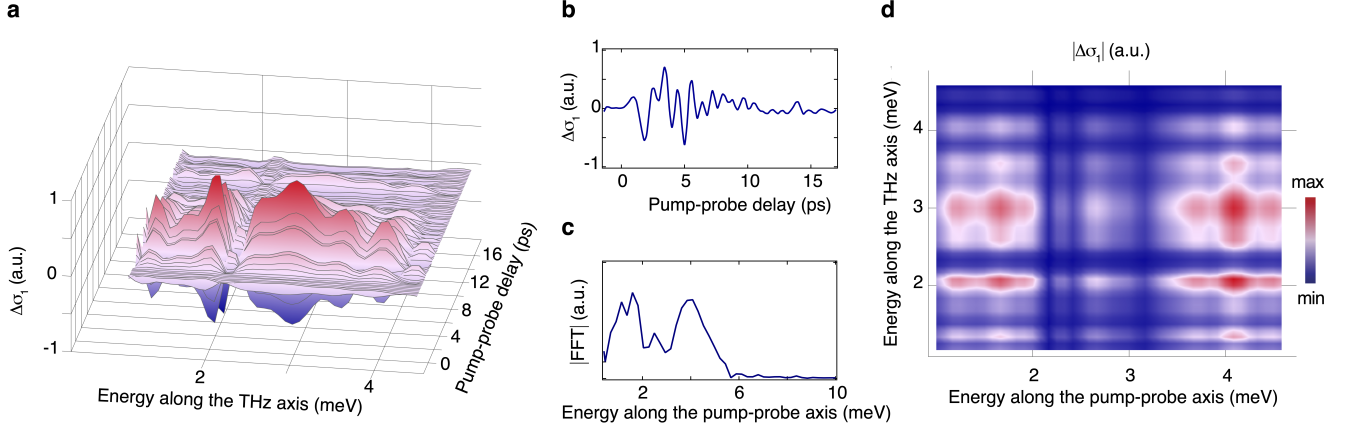 a
1
0
-1
Δσ1 (a.u.)
2
4
Energy along the THz axis (meV)
0
4
8
12
16
Pump-probe delay (ps)
b
1
0
-1
Δσ1 (a.u.)
0
5
10
15
Pump-probe delay (ps)
c
|FFT| (a.u.)
2
4
6
8
10
Energy along the pump-probe axis (meV)
d
|Δσ1| (a.u.)
4
3
2
Energy along the THz axis (meV)
2
3
4
Energy along the pump-probe axis (meV)
max
min